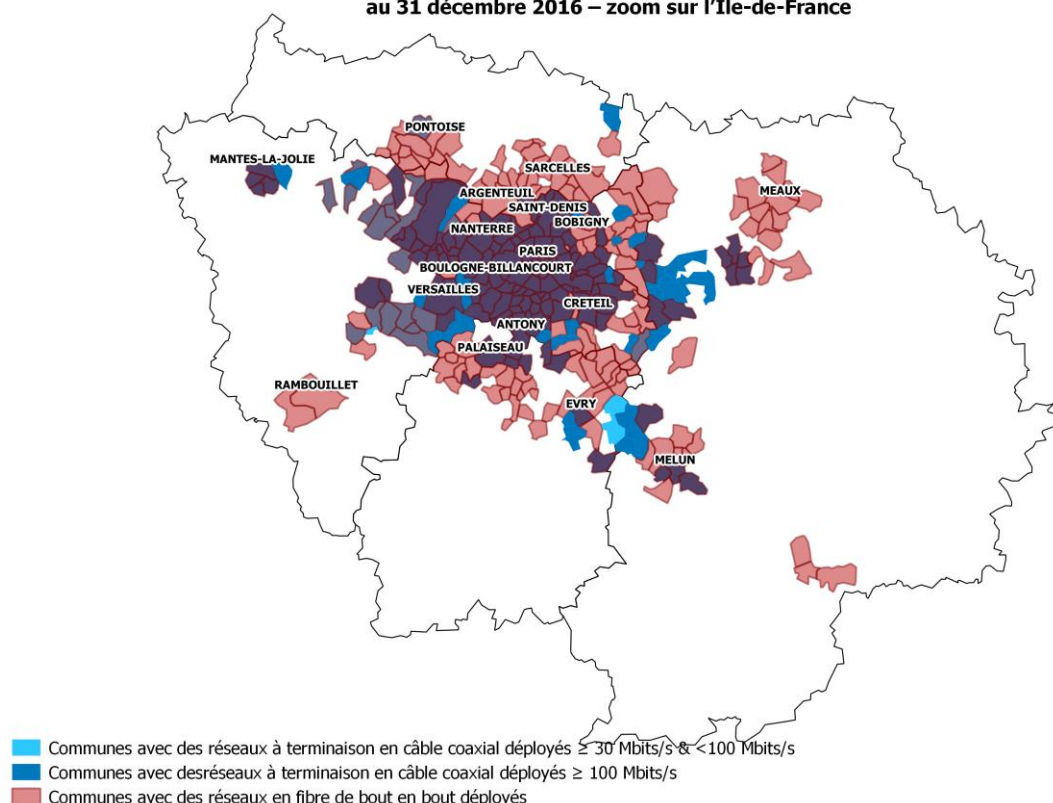 au 31 décembre 2016 – zoom sur l'Ile-de-France
PONTOISE
MANTES-LA-JOLIE
SARCELLES
MEAUX
ARGENTEUIL
SAINT-DENIS
BOBIGNY
NANTERRE
PARIS
BOULOGNE-BILLANCOURT
VERSAILLES
CRETEIL
ANTONY
PALAISEAU
RAMBOUILLET
EVRY
MELUN
Communes avec des réseaux à terminaison en câble coaxial déployés ≥ 30 Mbits/s & <100 Mbits/s
Communes avec desréseaux à terminaison en câble coaxial déployés ≥ 100 Mbits/s
Communes avec des réseaux en fibre de bout en bout déployés